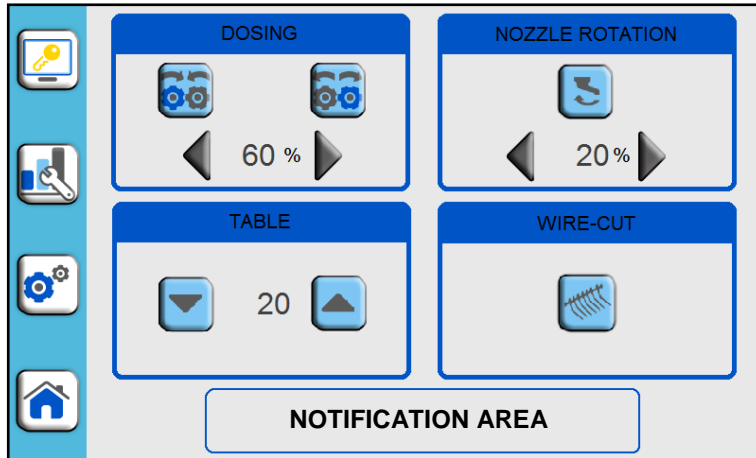 DOSING
60 %
NOZZLE ROTATION
20 %
TABLE
20
WIRE-CUT
NOTIFICATION AREA